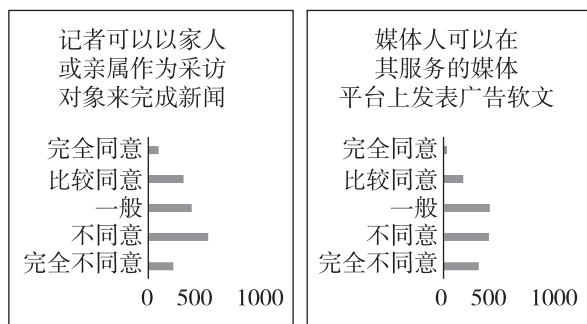 记者可以以家人
或亲属作为采访
对象来完成新闻
完全同意
比较同意
一般
不同意
完全不同意
0 500 1000
媒体人可以在
其服务的媒体
平台上发表广告软文
完全同意
比较同意
一般
不同意
完全不同意
0 500 1000